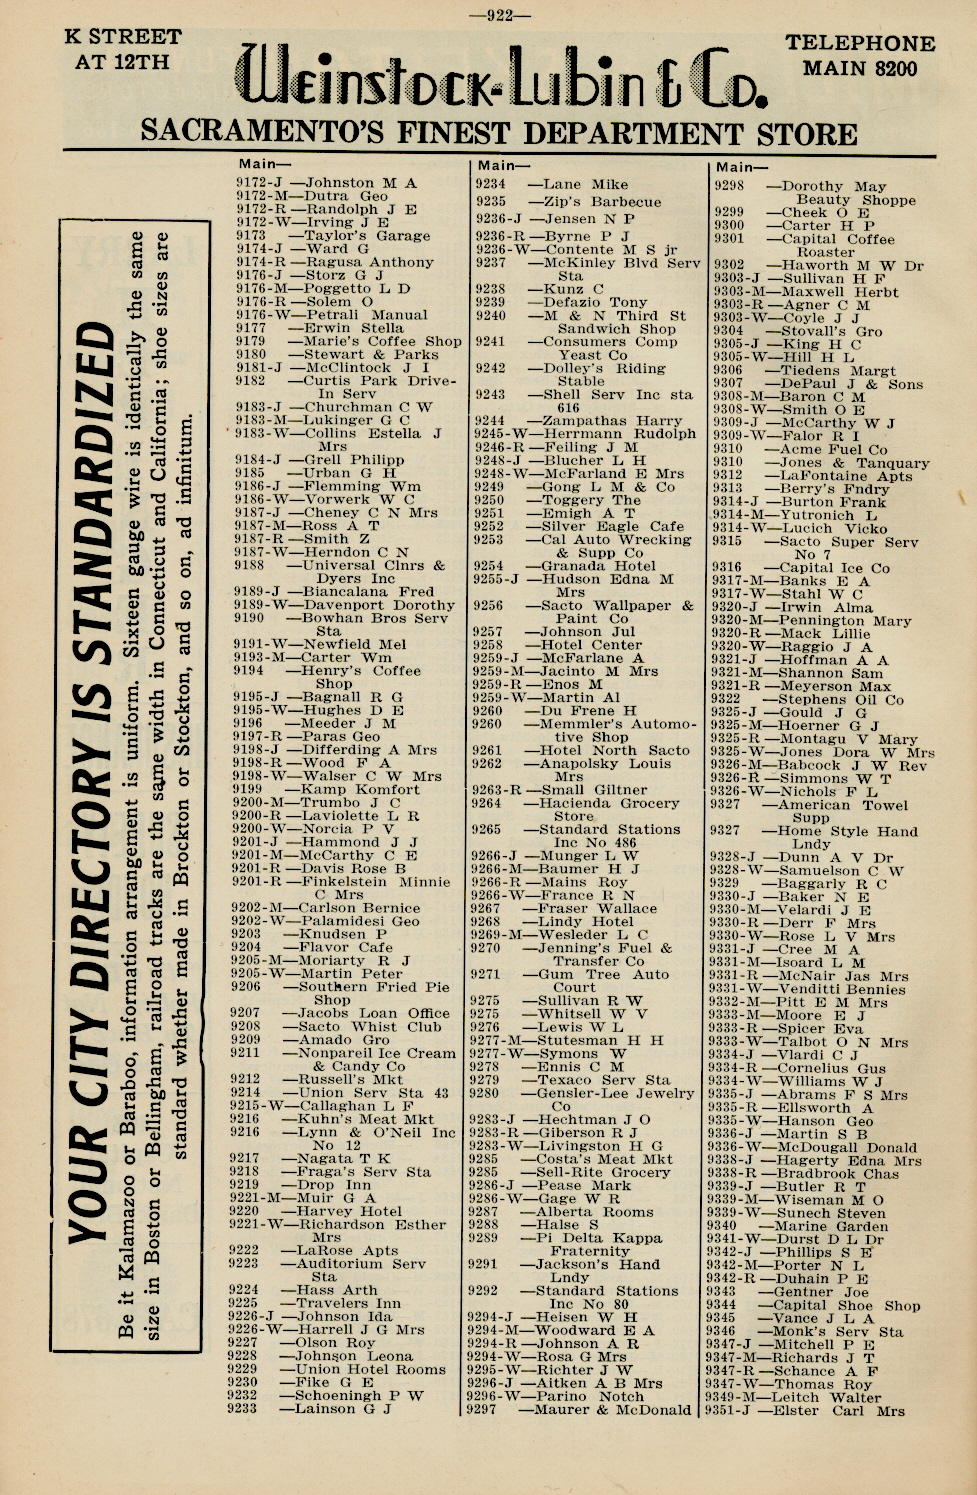 —922—
K STREET
AT 12TH
Weinstock-Lubin & Co.
TELEPHONE
MAIN 8200
SACRAMENTO'S FINEST DEPARTMENT STORE
YOUR CITY DIRECTORY IS STANDARDIZED
Be it Kalamazoo or Baraboo, information arrangement is uniform. Sixteen gauge wire is identically the same
size in Boston or Bellingham, railroad tracks are the same width in Connecticut and California; shoe sizes are
standard whether made in Brockton or Stockton, and so on, ad infinitum.
Main—
9172-J —Johnston M A
9172-M—Dutra Geo
9172-R —Randolph J E
9172-W—Irving J E
9173 —Taylor's Garage
9174-J —Ward G
9174-R —Ragusa Anthony
9176-J —Storz G J
9176-M—Poggetto L D
9176-R —Solem O
9176-W—Petrali Manual
9177 —Erwin Stella
9179 —Marie's Coffee Shop
9180 —Stewart & Parks
9181-J —McClintock J I
9182 —Curtis Park Drive-
In Serv
9183-J —Churchman C W
9183-M—Lukinger G C
9183-W—Collins Estella J
Mrs
9184-J —Grell Philipp
9185 —Urban G H
9186-J —Flemming Wm
9186-W—Vorwerk W C
9187-J —Cheney C N Mrs
9187-M—Ross A T
9187-R —Smith Z
9187-W—Herndon C N
9188 —Universal Clnrs &
Dyers Inc
9189-J —Biancalana Fred
9189-W—Davenport Dorothy
9190 —Bowhan Bros Serv
Sta
9191-W—Newfield Mel
9193-M—Carter Wm
9194 —Henry's Coffee
Shop
9195-J —Bagnall R G
9195-W—Hughes D E
9196 —Meeder J M
9197-R —Paras Geo
9198-J —Differding A Mrs
9198-R —Wood F A
9198-W—Walser C W Mrs
9199 —Kamp Komfort
9200-M—Trumbo J C
9200-R —Laviolette L R
9200-W—Norcia P V
9201-J —Hammond J J
9201-M—McCarthy C E
9201-R —Davis Rose B
9201-R —Finkelstein Minnie
C Mrs
9202-M—Carlson Bernice
9202-W—Palamidesi Geo
9203 —Knudsen P
9204 —Flavor Cafe
9205-M—Moriarty R J
9205-W—Martin Peter
9206 —Southern Fried Pie
Shop
9207 —Jacobs Loan Office
9208 —Sacto Whist Club
9209 —Amado Gro
9211 —Nonpareil Ice Cream
& Candy Co
9212 —Russell's Mkt
9214 —Union Serv Sta 43
9215-W—Callaghan L F
9216 —Kuhn's Meat Mkt
9216 —Lynn & O'Neil Inc
No 12
9217 —Nagata T K
9218 —Fraga's Serv Sta
9219 —Drop Inn
9221-M—Muir G A
9220 —Harvey Hotel
9221-W—Richardson Esther
Mrs
9222 —LaRose Apts
9223 —Auditorium Serv
Sta
9224 —Hass Arth
9225 —Travelers Inn
9226-J —Johnson Ida
9226-W—Harrell J G Mrs
9227 —Olson Roy
9228 —Johnson Leona
9229 —Union Hotel Rooms
9230 —Fike G E
9232 —Schoeningh P W
9233 —Lainson G J
Main—
9234 —Lane Mike
9235 —Zip's Barbecue
9236-J —Jensen N P
9236-R —Byrne P J
9236-W—Contente M S jr
9237 —McKinley Blvd Serv
Sta
9238 —Kunz C
9239 —Defazio Tony
9240 —M & N Third St
Sandwich Shop
9241 —Consumers Comp
Yeast Co
9242 —Dolley's Riding
Stable
9243 —Shell Serv Inc sta
616
9244 —Zampathas Harry
9245-W—Herrmann Rudolph
9246-R —Feiling J M
9248-J —Blucher L H
9248-W—McFarland E Mrs
9249 —Gong L M & Co
9250 —Toggery The
9251 —Emigh A T
9252 —Silver Eagle Cafe
9253 —Cal Auto Wrecking
& Supp Co
9254 —Granada Hotel
9255-J —Hudson Edna M
Mrs
9256 —Sacto Wallpaper &
Paint Co
9257 —Johnson Jul
9258 —Hotel Center
9259-J —McFarlane A
9259-M—Jacinto M Mrs
9259-R —Enos M
9259-W—Martin Al
9260 —Du Frene H
9260 —Memmler's Automo-
tive Shop
9261 —Hotel North Sacto
9262 —Anapolsky Louis
Mrs
9263-R —Small Giltner
9264 —Hacienda Grocery
Store
9265 —Standard Stations
Inc No 486
9266-J —Munger L W
9266-M—Baumer H J
9266-R —Mains Roy
9266-W—France R N
9267 —Fraser Wallace
9268 —Lindy Hotel
9269-M—Wesleder L C
9270 —Jenning's Fuel &
Transfer Co
9271 —Gum Tree Auto
Court
9275 —Sullivan R W
9275 —Whitsell W V
9276 —Lewis W L
9277-M—Stutesman H H
9277-W—Symons W
9278 —Ennis C M
9279 —Texaco Serv Sta
9280 —Gensler-Lee Jewelry
Co
9283-J —Hechtman J O
9283-R —Giberson R J
9283-W—Livingston H G
9285 —Costa's Meat Mkt
9285 —Sell-Rite Grocery
9286-J —Pease Mark
9286-W—Gage W R
9287 —Alberta Rooms
9288 —Halse S
9289 —Pi Delta Kappa
Fraternity
9291 —Jackson's Hand
Lndy
9292 —Standard Stations
Inc No 80
9294-J —Heisen W H
9294-M—Woodward E A
9294-R —Johnson A R
9294-W—Rosa G Mrs
9295-W—Richter J W
9296-J —Aitken A B Mrs
9296-W—Parino Notch
9297 —Maurer & McDonald
Main—
9298 —Dorothy May
Beauty Shoppe
9299 —Cheek O E
9300 —Carter H P
9301 —Capital Coffee
Roaster
9302 —Haworth M W Dr
9303-J —Sullivan H F
9303-M—Maxwell Herbt
9303-R —Agner C M
9303-W—Coyle J J
9304 —Stovall's Gro
9305-J —King H C
9305-W—Hill H L
9306 —Tiedens Margt
9307 —DePaul J & Sons
9308-M—Baron C M
9308-W—Smith O E
9309-J —McCarthy W J
9309-W—Falor R I
9310 —Acme Fuel Co
9310 —Jones & Tanquary
9312 —LaFontaine Apts
9313 —Berry's Fndry
9314-J —Burton Frank
9314-M—Yutronich L
9314-W—Lucich Vicko
9315 —Sacto Super Serv
No 7
9316 —Capital Ice Co
9317-M—Banks E A
9317-W—Stahl W C
9320-J —Irwin Alma
9320-M—Pennington Mary
9320-R —Mack Lillie
9320-W—Raggio J A
9321-J —Hoffman A A
9321-M—Shannon Sam
9321-R —Meyerson Max
9322 —Stephens Oil Co
9325-J —Gould J G
9325-M—Hoerner G J
9325-R —Montagu V Mary
9325-W—Jones Dora W Mrs
9326-M—Babcock J W Rev
9326-R —Simmons W T
9326-W—Nichols F L
9327 —American Towel
Supp
9327 —Home Style Hand
Lndy
9328-J —Dunn A V Dr
9328-W—Samuelson C W
9329 —Baggarly R C
9330-J —Baker N E
9330-M—Velardi J E
9330-R —Derr F Mrs
9330-W—Rose L V Mrs
9331-J —Cree M A
9331-M—Isoard L M
9331-R —McNair Jas Mrs
9331-W—Venditti Bennies
9332-M—Pitt E M Mrs
9333-M—Moore E J
9333-R —Spicer Eva
9333-W—Talbot O N Mrs
9334-J —Vlardi C J
9334-R —Cornelius Gus
9334-W—Williams W J
9335-J —Abrams F S Mrs
9335-R —Ellsworth A
9335-W—Hanson Geo
9336-J —Martin S B
9336-W—McDougall Donald
9338-J —Hagerty Edna Mrs
9338-R —Bradbrook Chas
9339-J —Butler R T
9339-M—Wiseman M O
9339-W—Sunech Steven
9340 —Marine Garden
9341-W—Durst D L Dr
9342-J —Phillips S E
9342-M—Porter N L
9342-R —Duhain P E
9343 —Gentner Joe
9344 —Capital Shoe Shop
9345 —Vance J L A
9346 —Monk's Serv Sta
9347-J —Mitchell P E
9347-M—Richards J T
9347-R —Schance A F
9347-W—Thomas Roy
9349-M—Leitch Walter
9351-J —Elster Carl Mrs